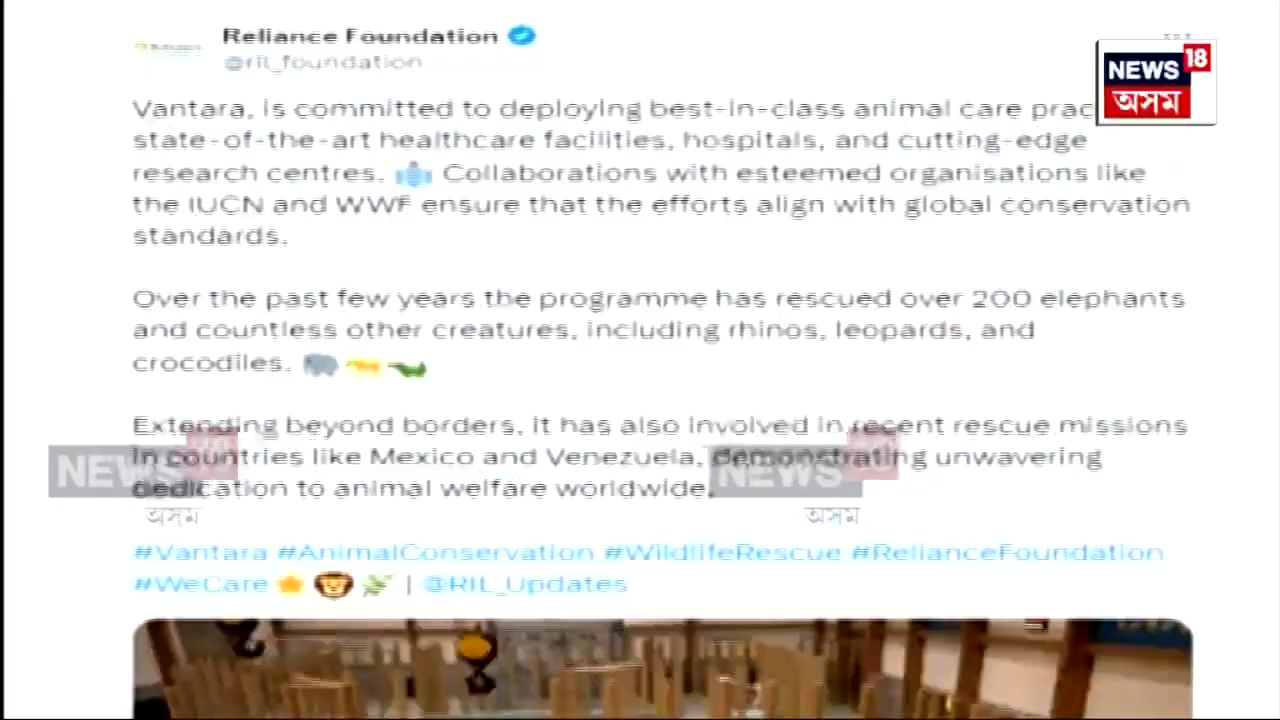 Reliance Foundation
@ril_foundation
NEWS 18
অসম
Vantara, is committed to deploying best-in-class animal care prac
state-of-the-art healthcare facilities, hospitals, and cutting-edge
research centres. Collaborations with esteemed organisations like
the IUCN and WWF ensure that the efforts align with global conservation
standards.
Over the past few years the programme has rescued over 200 elephants
and countless other creatures, including rhinos, leopards, and
crocodiles.
Extending beyond borders, it has also involved in recent rescue missions
in countries like Mexico and Venezuela, demonstrating unwavering
dedication to animal welfare worldwide.
NEWS
অসম
NEWS
অসম
#Vantara #AnimalConservation #WildlifeRescue #RelianceFoundation
#WeCare | @RIL_Updates